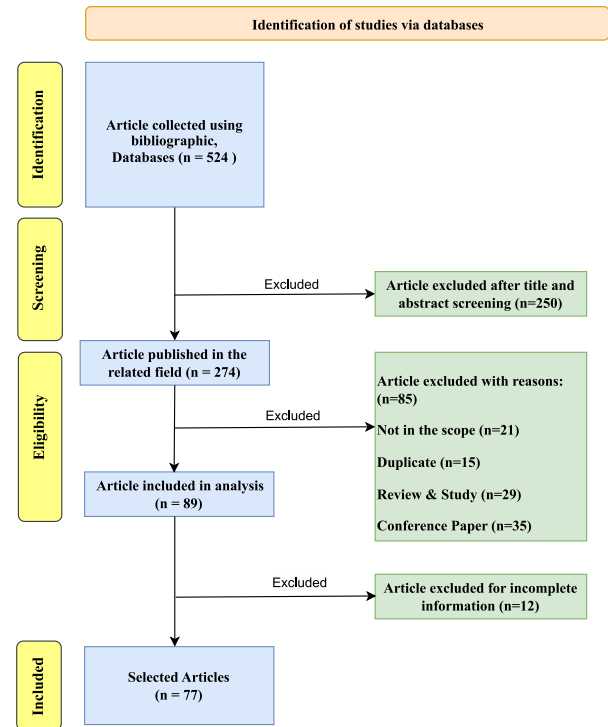 Identification of studies via databases
Identification
Article collected using
bibliographic,
Databases (n = 524 )
Screening
Excluded
Article excluded after title and
abstract screening (n=250)
Eligibility
Article published in the
related field (n = 274)
Excluded
Article excluded with reasons:
(n=85)
Not in the scope (n=21)
Duplicate (n=15)
Review & Study (n=29)
Conference Paper (n=35)
Article included in analysis
(n = 89)
Excluded
Article excluded for incomplete
information (n=12)
Included
Selected Articles
(n = 77)